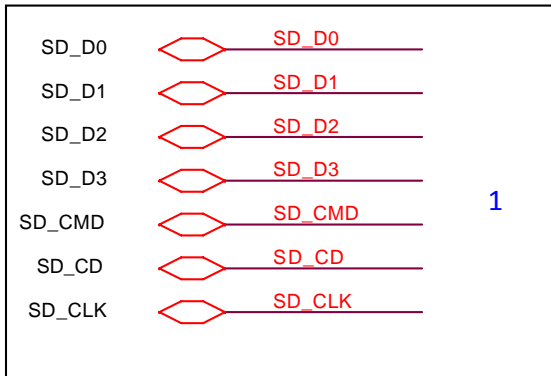 SD_D0 SD_D0
SD_D1 SD_D1
SD_D2 SD_D2
SD_D3 SD_D3
1
SD_CMD SD_CMD
SD_CD SD_CD
SD_CLK SD_CLK